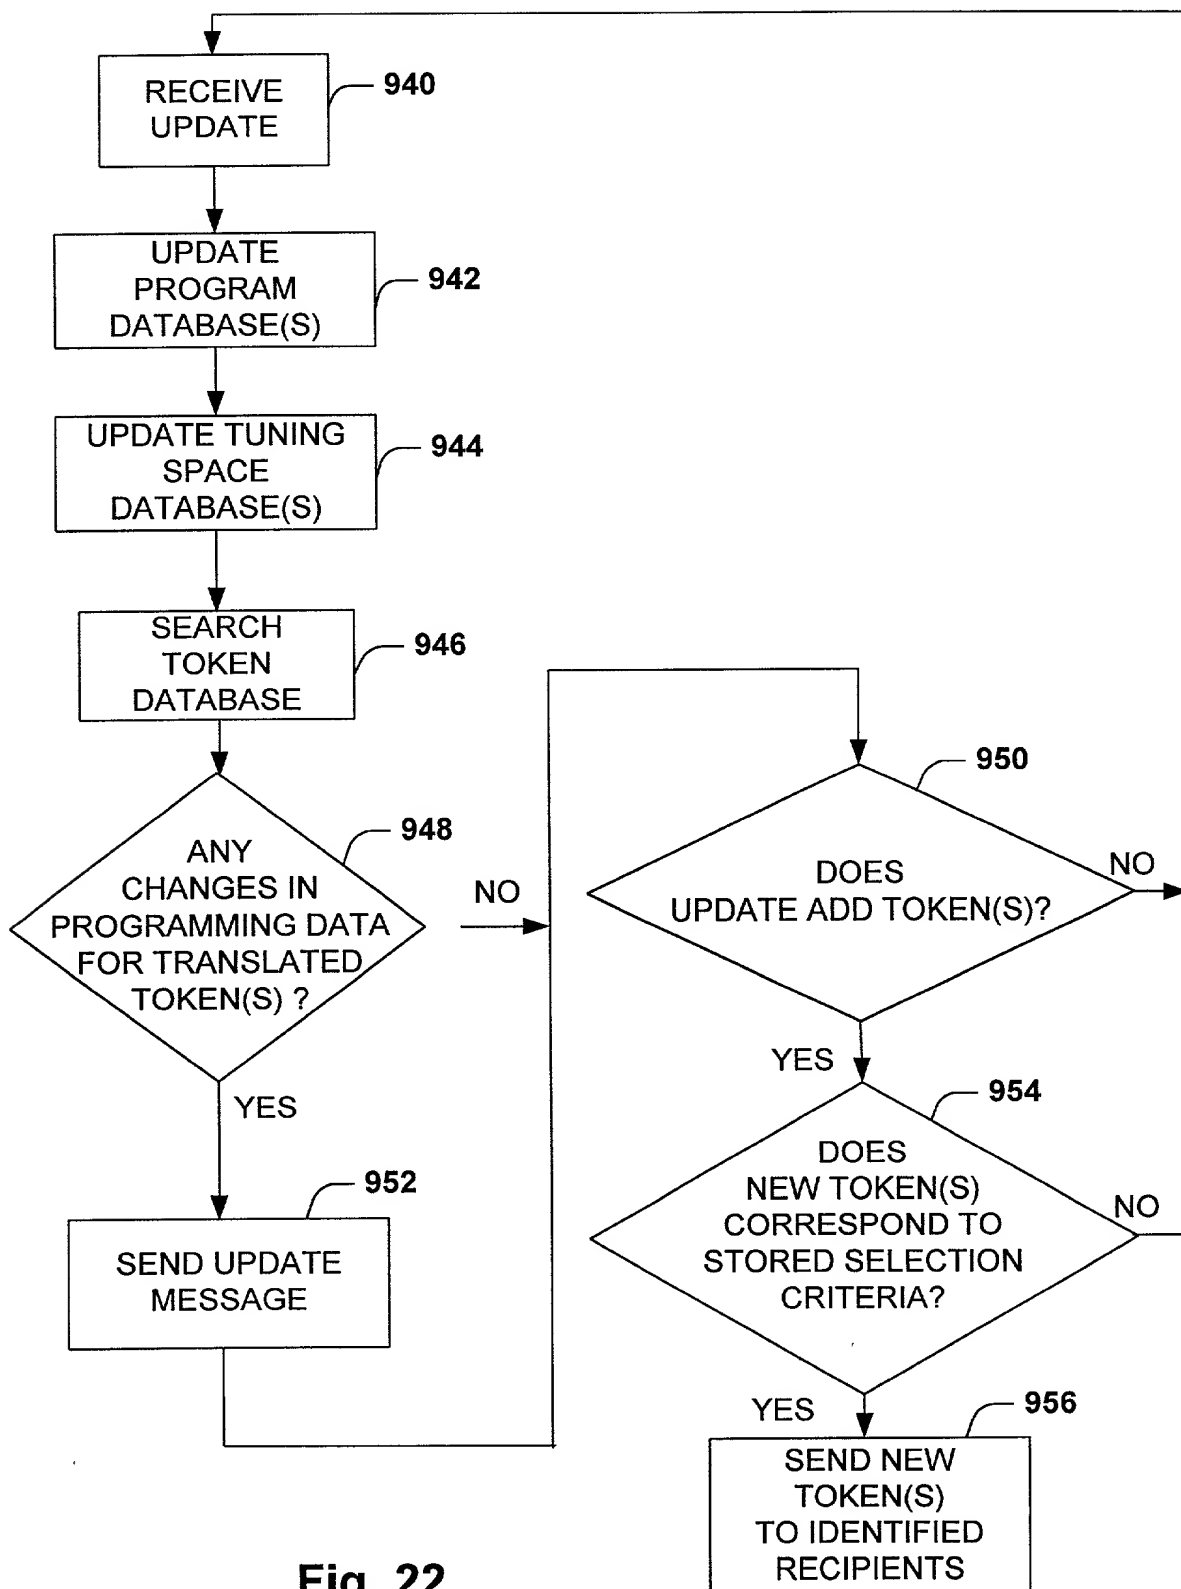 RECEIVE
UPDATE
940
UPDATE
PROGRAM
DATABASE(S)
942
UPDATE TUNING
SPACE
DATABASE(S)
944
SEARCH
TOKEN
DATABASE
946
ANY
CHANGES IN
PROGRAMMING DATA
FOR TRANSLATED
TOKEN(S) ?
948
NO
YES
SEND UPDATE
MESSAGE
952
DOES
UPDATE ADD TOKEN(S)?
950
NO
YES
DOES
NEW TOKEN(S)
CORRESPOND TO
STORED SELECTION
CRITERIA?
954
NO
YES
SEND NEW
TOKEN(S)
TO IDENTIFIED
RECIPIENTS
956
Fig. 22